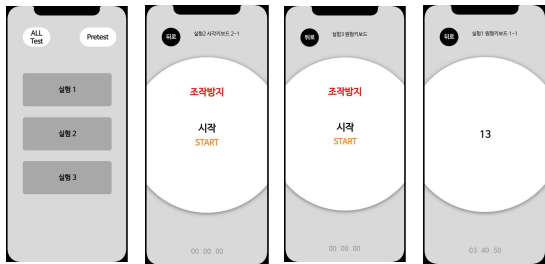 ALL
Test
Pretest
실험 1
실험 2
실험 3
뒤로
실험2 사각키보드 2-1
조작방지
시작
START
00 00 00
뒤로
실험3 원형키보드
조작방지
시작
START
00 00 00
뒤로
실험1 원형키보드 1-1
13
03 40 50